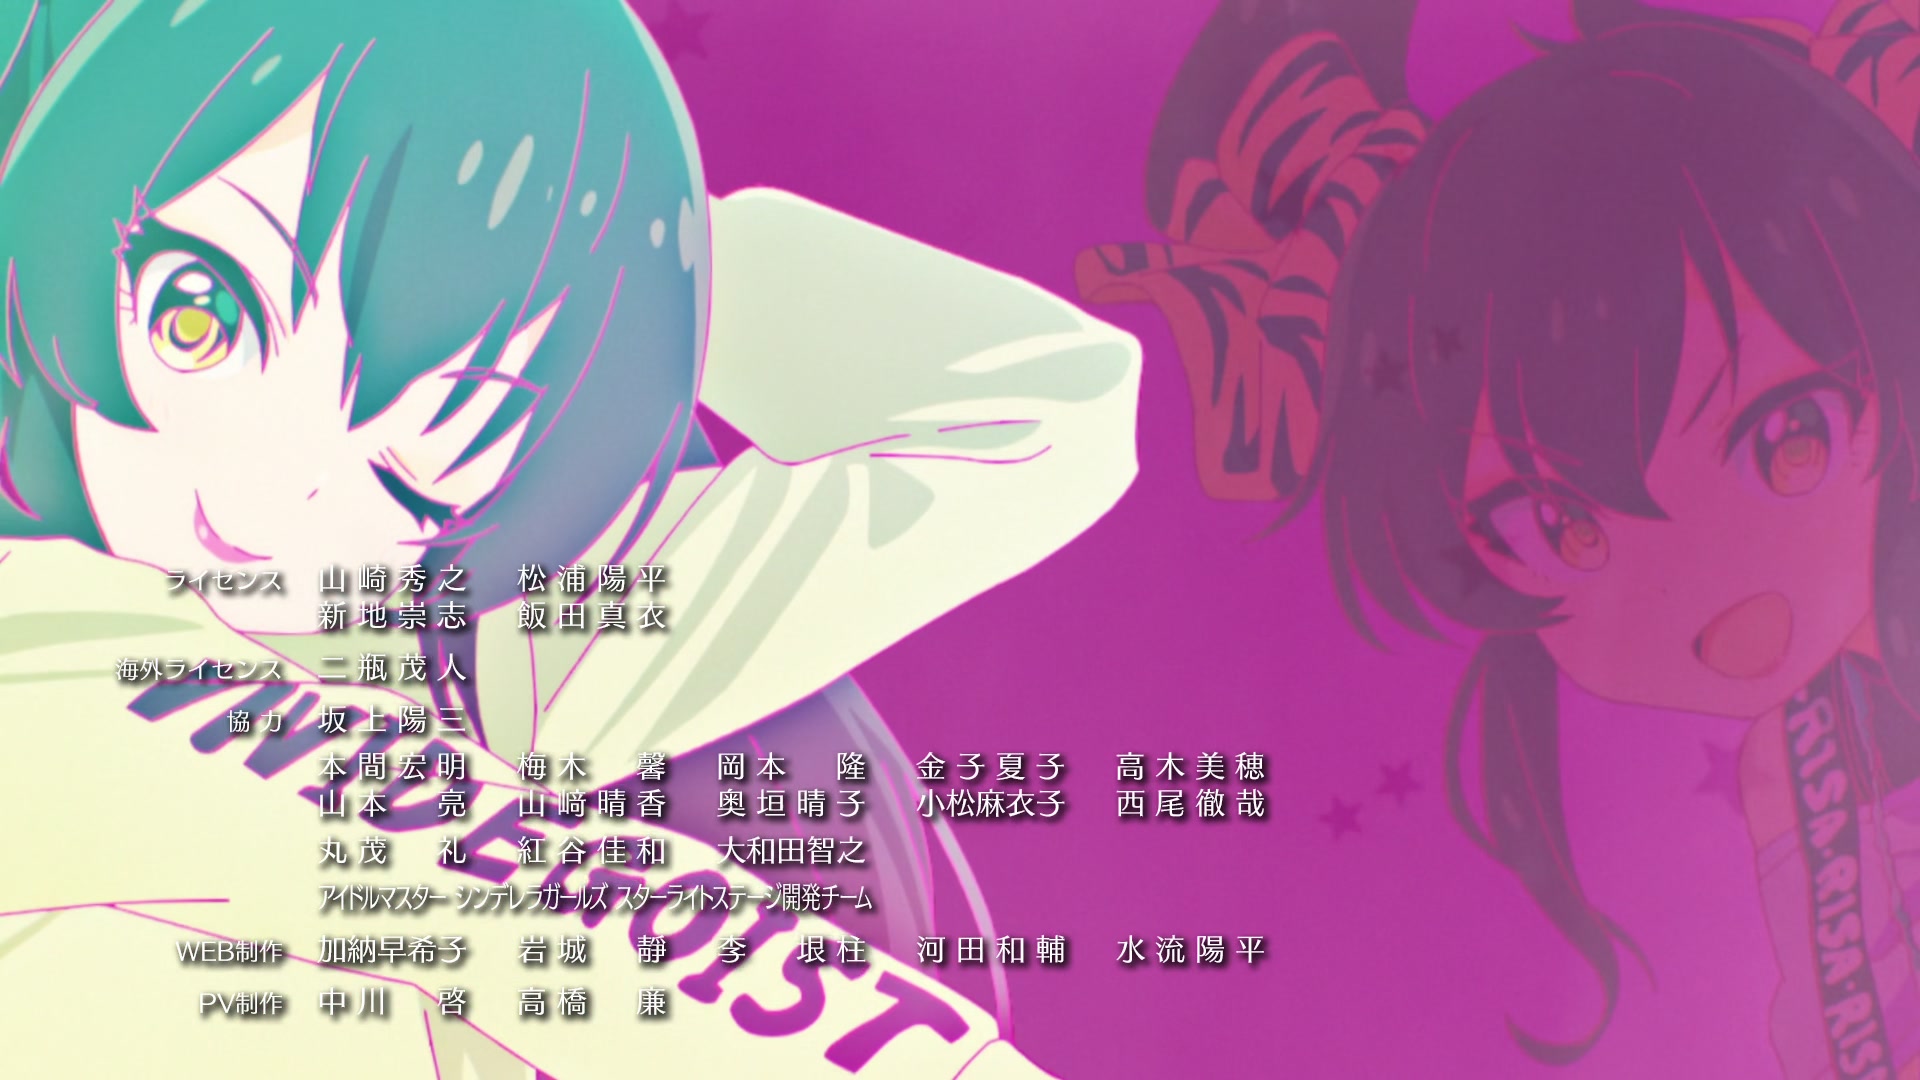 ライセンス 山崎秀之 松浦陽平
新地崇志 飯田真衣
海外ライセンス 二瓶茂人
協力 坂上陽三
本間宏明 梅木馨 岡本隆 金子夏子 高木美穂
山本亮 山﨑晴香 奥垣晴子 小松麻衣子 西尾徹哉
丸茂礼 紅谷佳和 大和田智之
アイドルマスター シンデレラガールズ スターライトステージ開発チーム
WEB制作 加納早希子 岩城靜 李垠柱 河田和輔 水流陽平
PV制作 中川啓 高橋廉
RISA・RISA・RISA・RIS